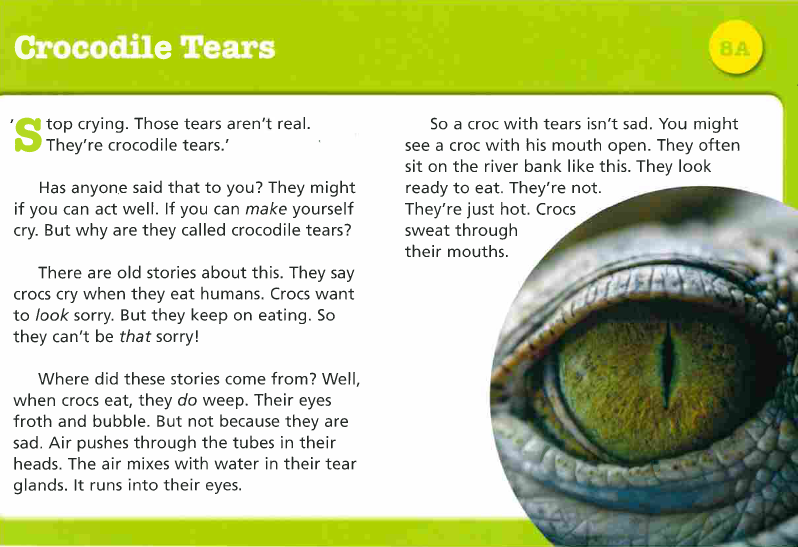 Crocodile Tears
8A
'Stop crying. Those tears aren't real.
They're crocodile tears.'
Has anyone said that to you? They might
if you can act well. If you can make yourself
cry. But why are they called crocodile tears?
There are old stories about this. They say
crocs cry when they eat humans. Crocs want
to look sorry. But they keep on eating. So
they can't be that sorry!
Where did these stories come from? Well,
when crocs eat, they do weep. Their eyes
froth and bubble. But not because they are
sad. Air pushes through the tubes in their
heads. The air mixes with water in their tear
glands. It runs into their eyes.
So a croc with tears isn't sad. You might
see a croc with his mouth open. They often
sit on the river bank like this. They look
ready to eat. They're not.
They're just hot. Crocs
sweat through
their mouths.